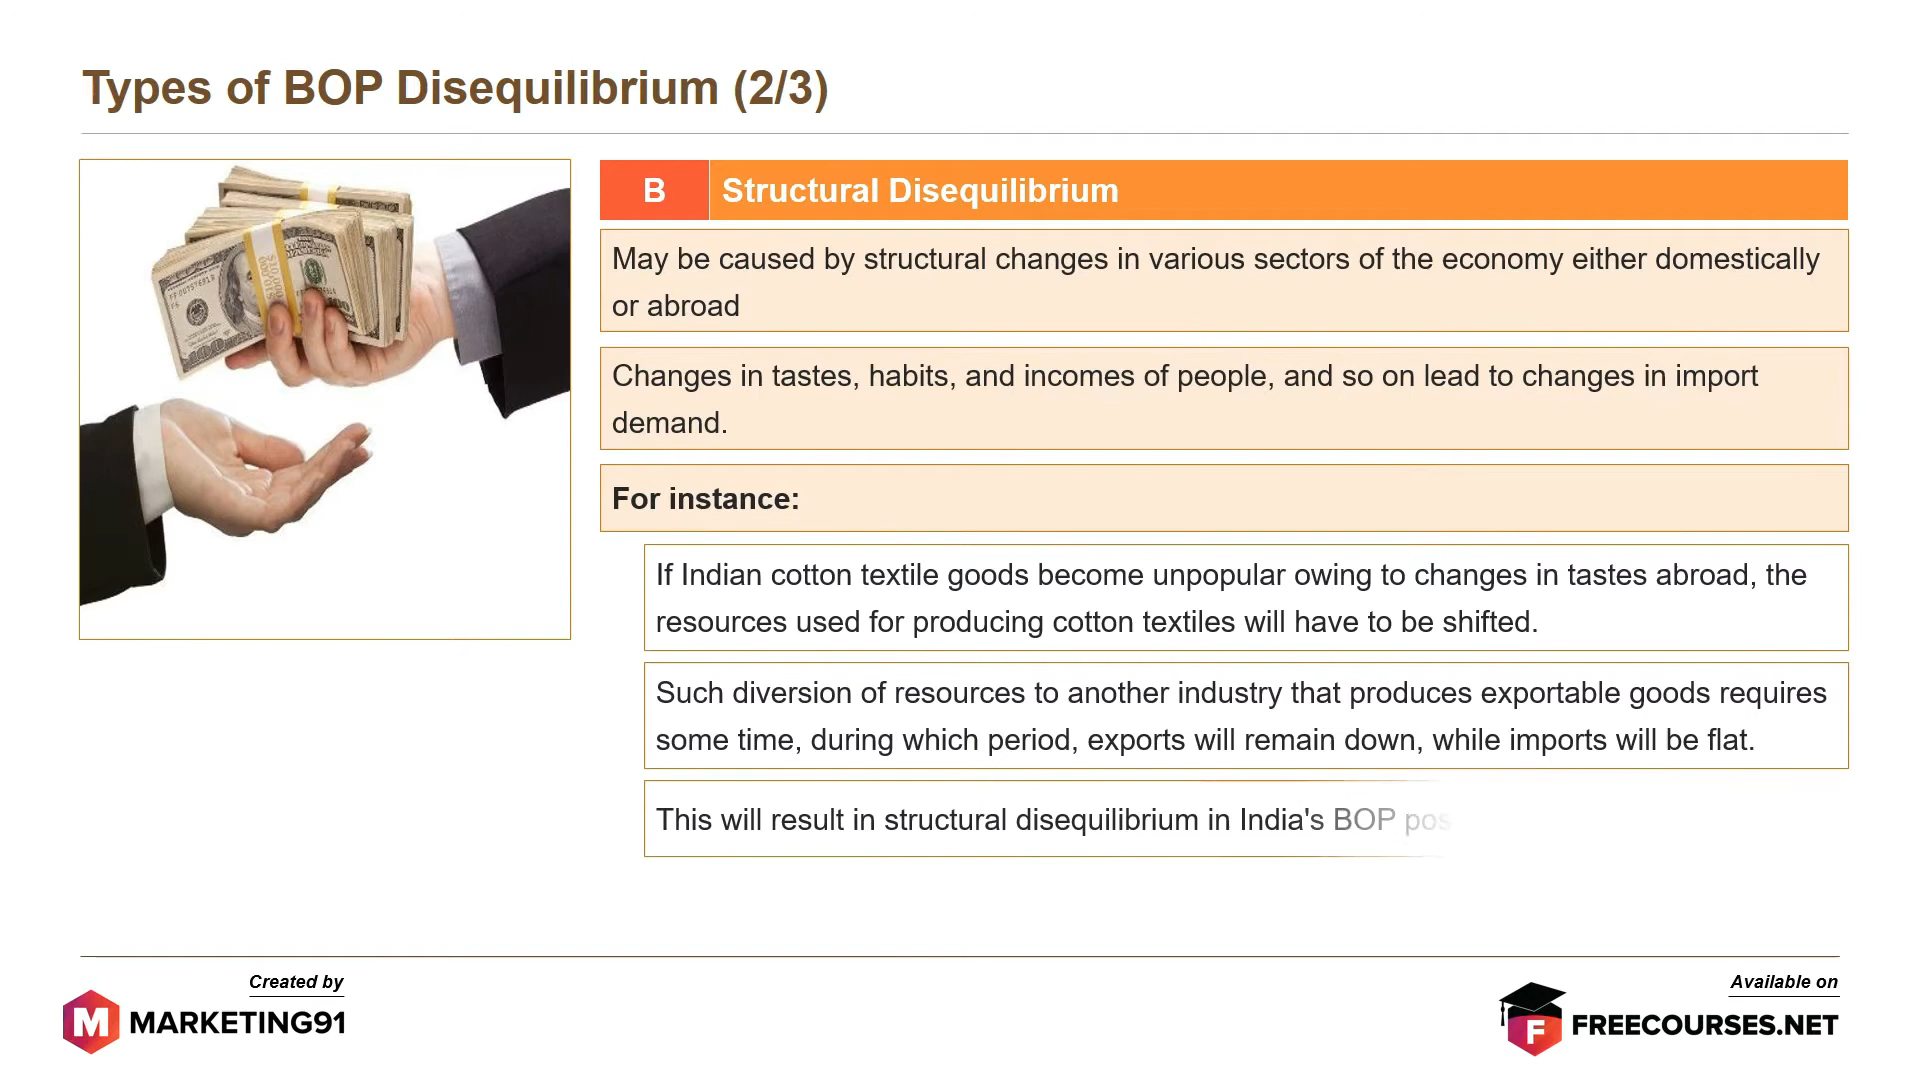 Types of BOP Disequilibrium (2/3)
B
Structural Disequilibrium
May be caused by structural changes in various sectors of the economy either domestically
or abroad
Changes in tastes, habits, and incomes of people, and so on lead to changes in import
demand.
For instance:
If Indian cotton textile goods become unpopular owing to changes in tastes abroad, the
resources used for producing cotton textiles will have to be shifted.
Such diversion of resources to another industry that produces exportable goods requires
some time, during which period, exports will remain down, while imports will be flat.
This will result in structural disequilibrium in India's BOP pos
Created by
M MARKETING91
Available on
F FREECOURSES.NET